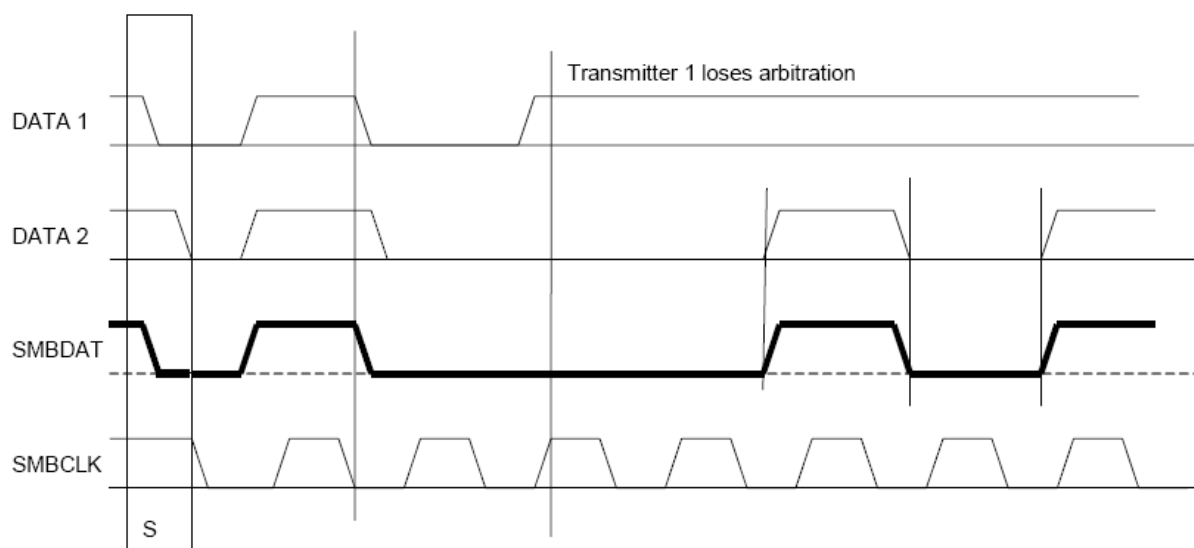 Transmitter 1 loses arbitration
DATA 1
DATA 2
SMBDAT
SMBCLK
S